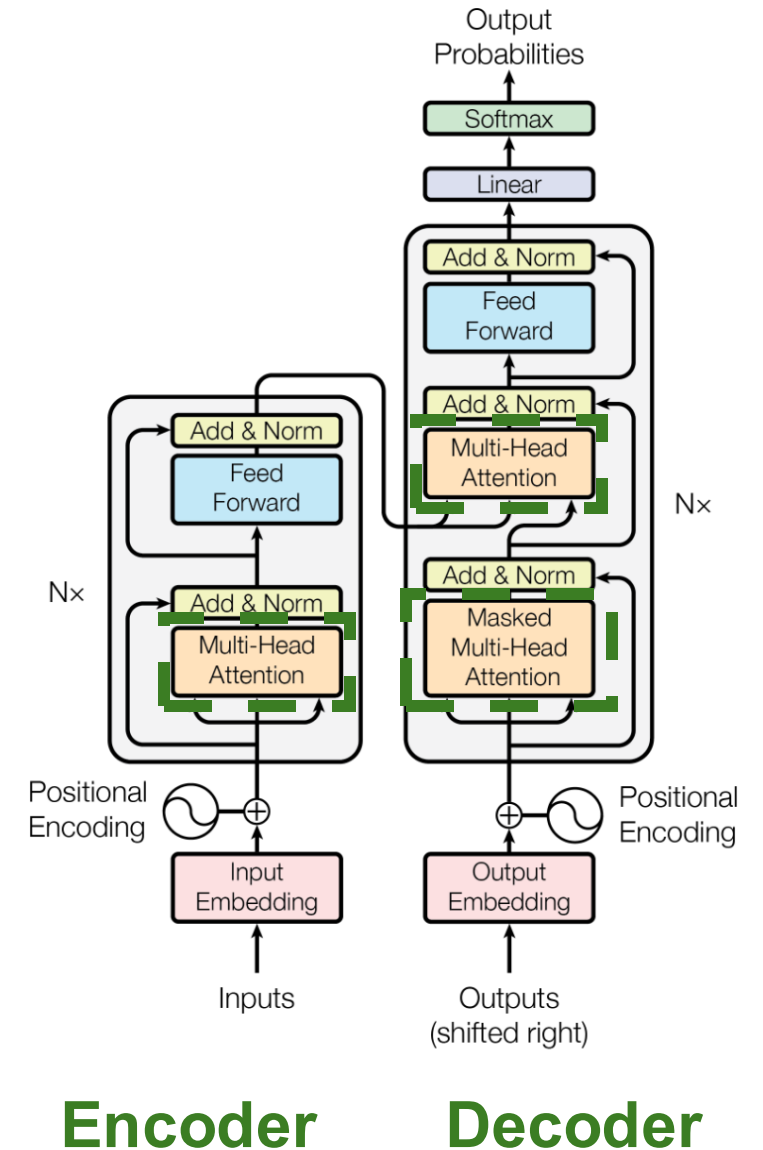 Output
Probabilities
Softmax
Linear
Add & Norm
Feed
Forward
Add & Norm
Multi-Head
Attention
Add & Norm
Masked
Multi-Head
Attention
Nx
Add & Norm
Feed
Forward
Add & Norm
Multi-Head
Attention
Nx
Positional
Encoding
Positional
Encoding
Input
Embedding
Output
Embedding
Inputs
Outputs
(shifted right)
Encoder
Decoder